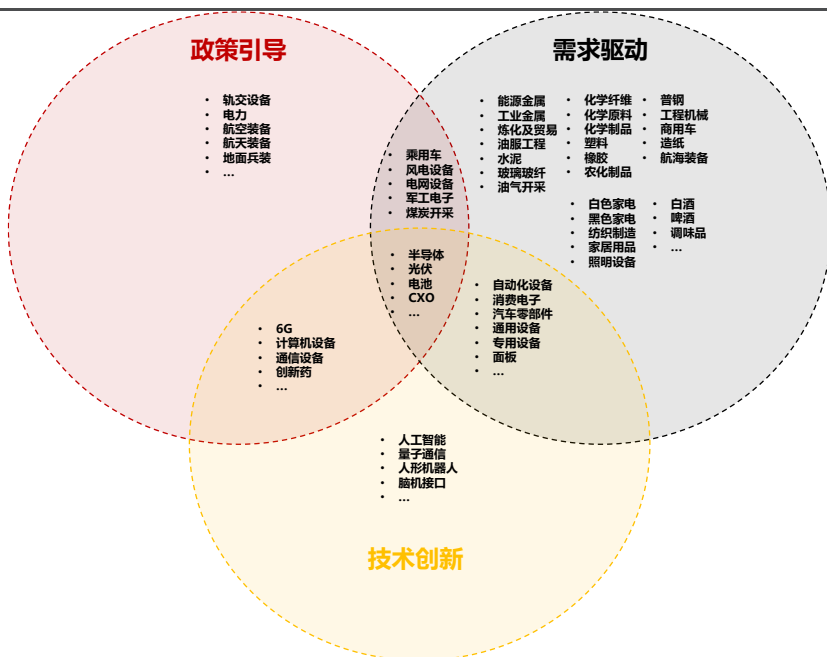 政策引导
• 轨交设备
• 电力
• 航空装备
• 航天装备
• 地面兵装
• ...
需求驱动
• 能源金属
• 工业金属
• 炼化及贸易
• 油服工程
• 水泥
• 玻璃玻纤
• 油气开采
• 化学纤维
• 化学原料
• 化学制品
• 塑料
• 橡胶
• 农化制品
• 普钢
• 工程机械
• 商用车
• 造纸
• 航海装备
• 白色家电
• 黑色家电
• 纺织制造
• 家居用品
• 照明设备
• 白酒
• 啤酒
• 调味品
• ...
• 乘用车
• 风电设备
• 电网设备
• 军工电子
• 煤炭开采
• 半导体
• 光伏
• 电池
• CXO
• ...
• 自动化设备
• 消费电子
• 汽车零部件
• 通用设备
• 专用设备
• 面板
• ...
• 6G
• 计算机设备
• 通信设备
• 创新药
• ...
• 人工智能
• 量子通信
• 人形机器人
• 脑机接口
• ...
技术创新